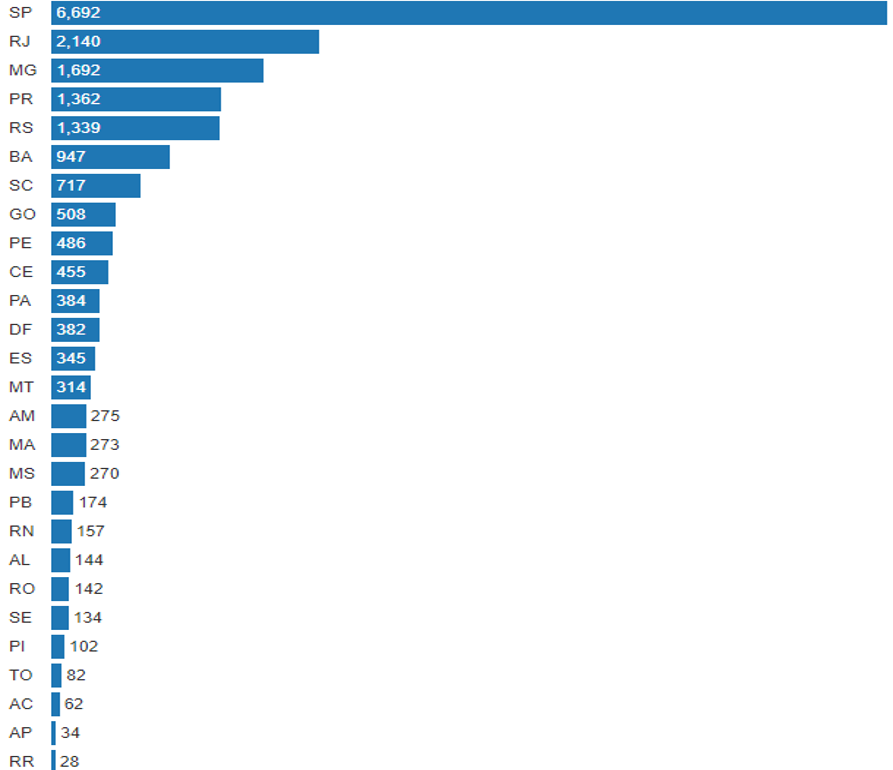 SP 6,692
RJ 2,140
MG 1,692
PR 1,362
RS 1,339
BA 947
SC 717
GO 508
PE 486
CE 455
PA 384
DF 382
ES 345
MT 314
AM 275
MA 273
MS 270
PB 174
RN 157
AL 144
RO 142
SE 134
PI 102
TO 82
AC 62
AP 34
RR 28